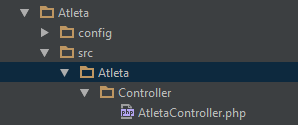 Atleta
config
src
Atleta
Controller
AtletaController.php